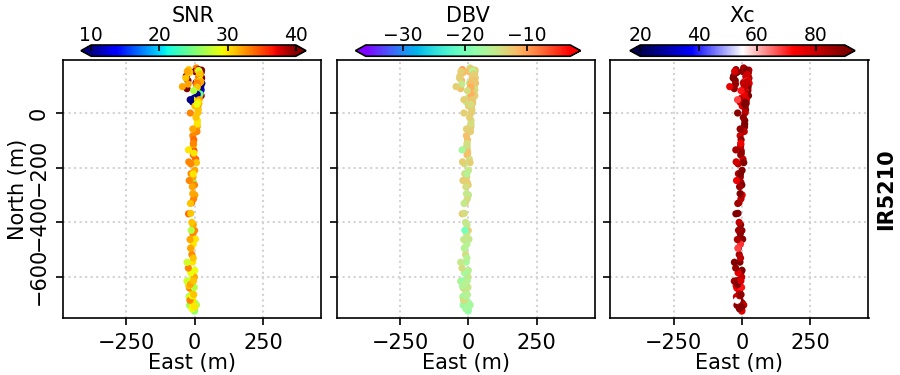 SNR DBV Xc
10 20 30 40 −30 −20 −10 20 40 60 80
North (m)
0
−200
−400
−600
IR5210
−250 0 250 −250 0 250 −250 0 250
East (m) East (m) East (m)